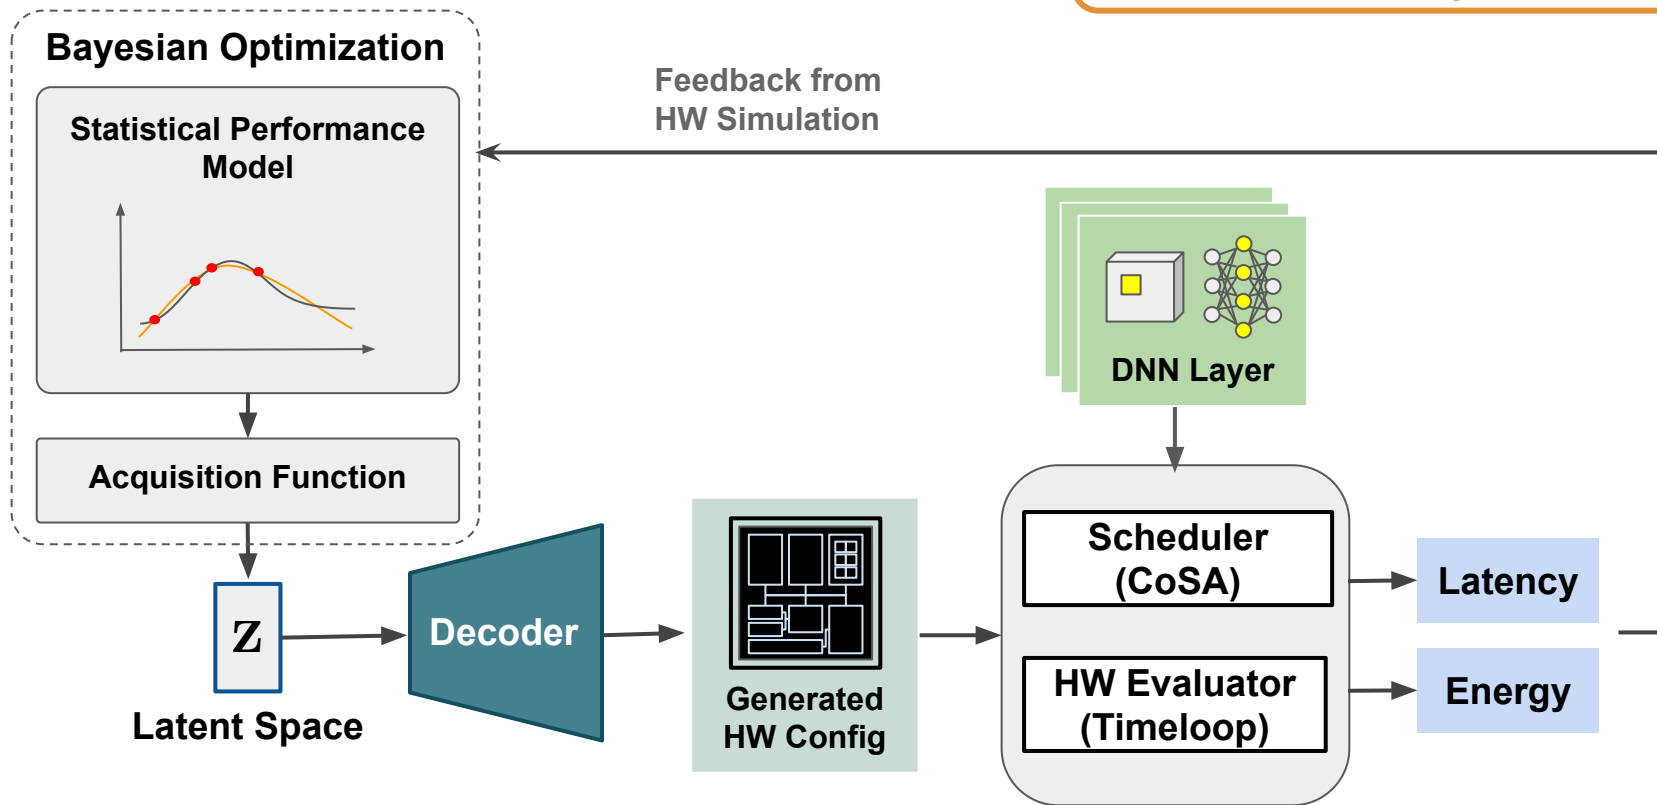 Bayesian Optimization
Statistical Performance
Model
Acquisition Function
Feedback from
HW Simulation
DNN Layer
Z
Latent Space
Decoder
Generated
HW Config
Scheduler
(CoSA)
HW Evaluator
(Timeloop)
Latency
Energy